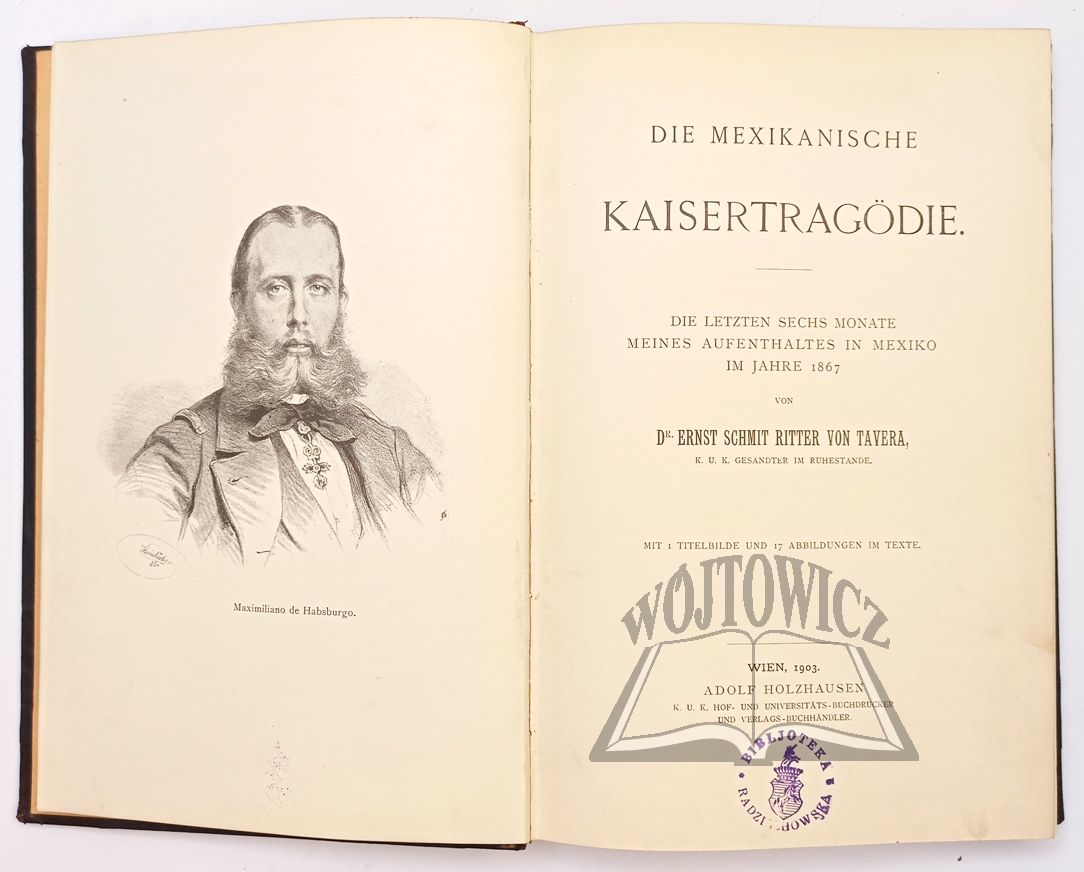 Maximiliano de Habsburgo.
DIE MEXIKANISCHE
KAISERTRAGÖDIE.
DIE LETZTEN SECHS MONATE
MEINES AUFENTHALTES IN MEXIKO
IM JAHRE 1867
VON
DR. ERNST SCHMIT RITTER VON TAVERA,
K. U. K. GESANDTER IM RUHESTANDE.
MIT 1 TITELBILDE UND 17 ABBILDUNGEN IM TEXTE.
WÓJTOWICZ
WIEN, 1903.
ADOLF HOLZHAUSEN
K. U. K. HOF- UND UNIVERSITÄTS-BUCHDRUCKER
UND VERLAGS-BUCHHÄNDLER.
BIBLJOTEKA